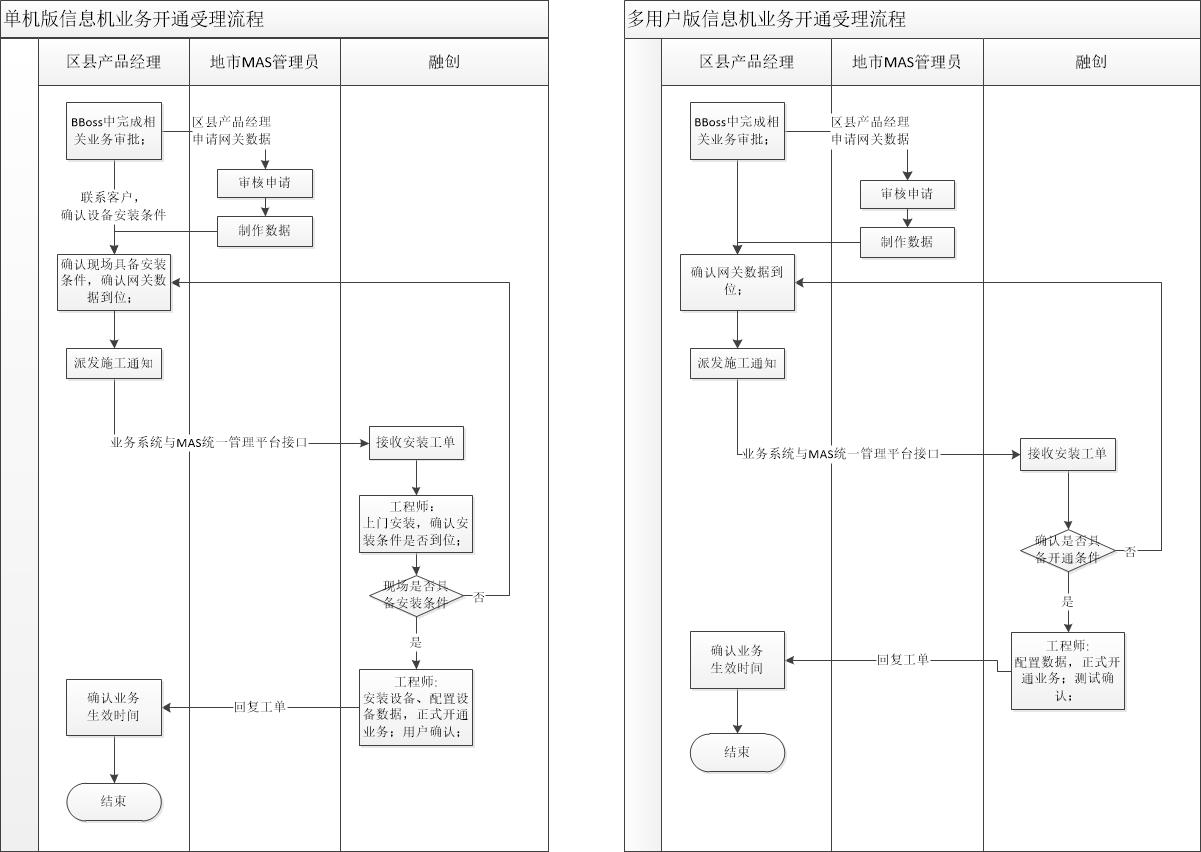 单机版信息机业务开通受理流程
区县产品经理
地市MAS管理员
融创
BBoss中完成相
关业务审批；
区县产品经理
申请网关数据
审核申请
联系客户，
确认设备安装条件
制作数据
确认现场具备安装
条件，确认网关数
据到位；
派发施工通知
业务系统与MAS统一管理平台接口
接收安装工单
工程师：
上门安装，确认安
装条件是否到位；
现场是否具
备安装条件
否
是
工程师:
安装设备、配置设
备数据，正式开通
业务；用户确认；
回复工单
确认业务
生效时间
结束
多用户版信息机业务开通受理流程
区县产品经理
地市MAS管理员
融创
BBoss中完成相
关业务审批；
区县产品经理
申请网关数据
审核申请
制作数据
确认网关数据到
位；
派发施工通知
业务系统与MAS统一管理平台接口
接收安装工单
确认是否具
备开通条件
否
是
工程师:
配置数据，正式开
通业务；测试确
认；
回复工单
确认业务
生效时间
结束